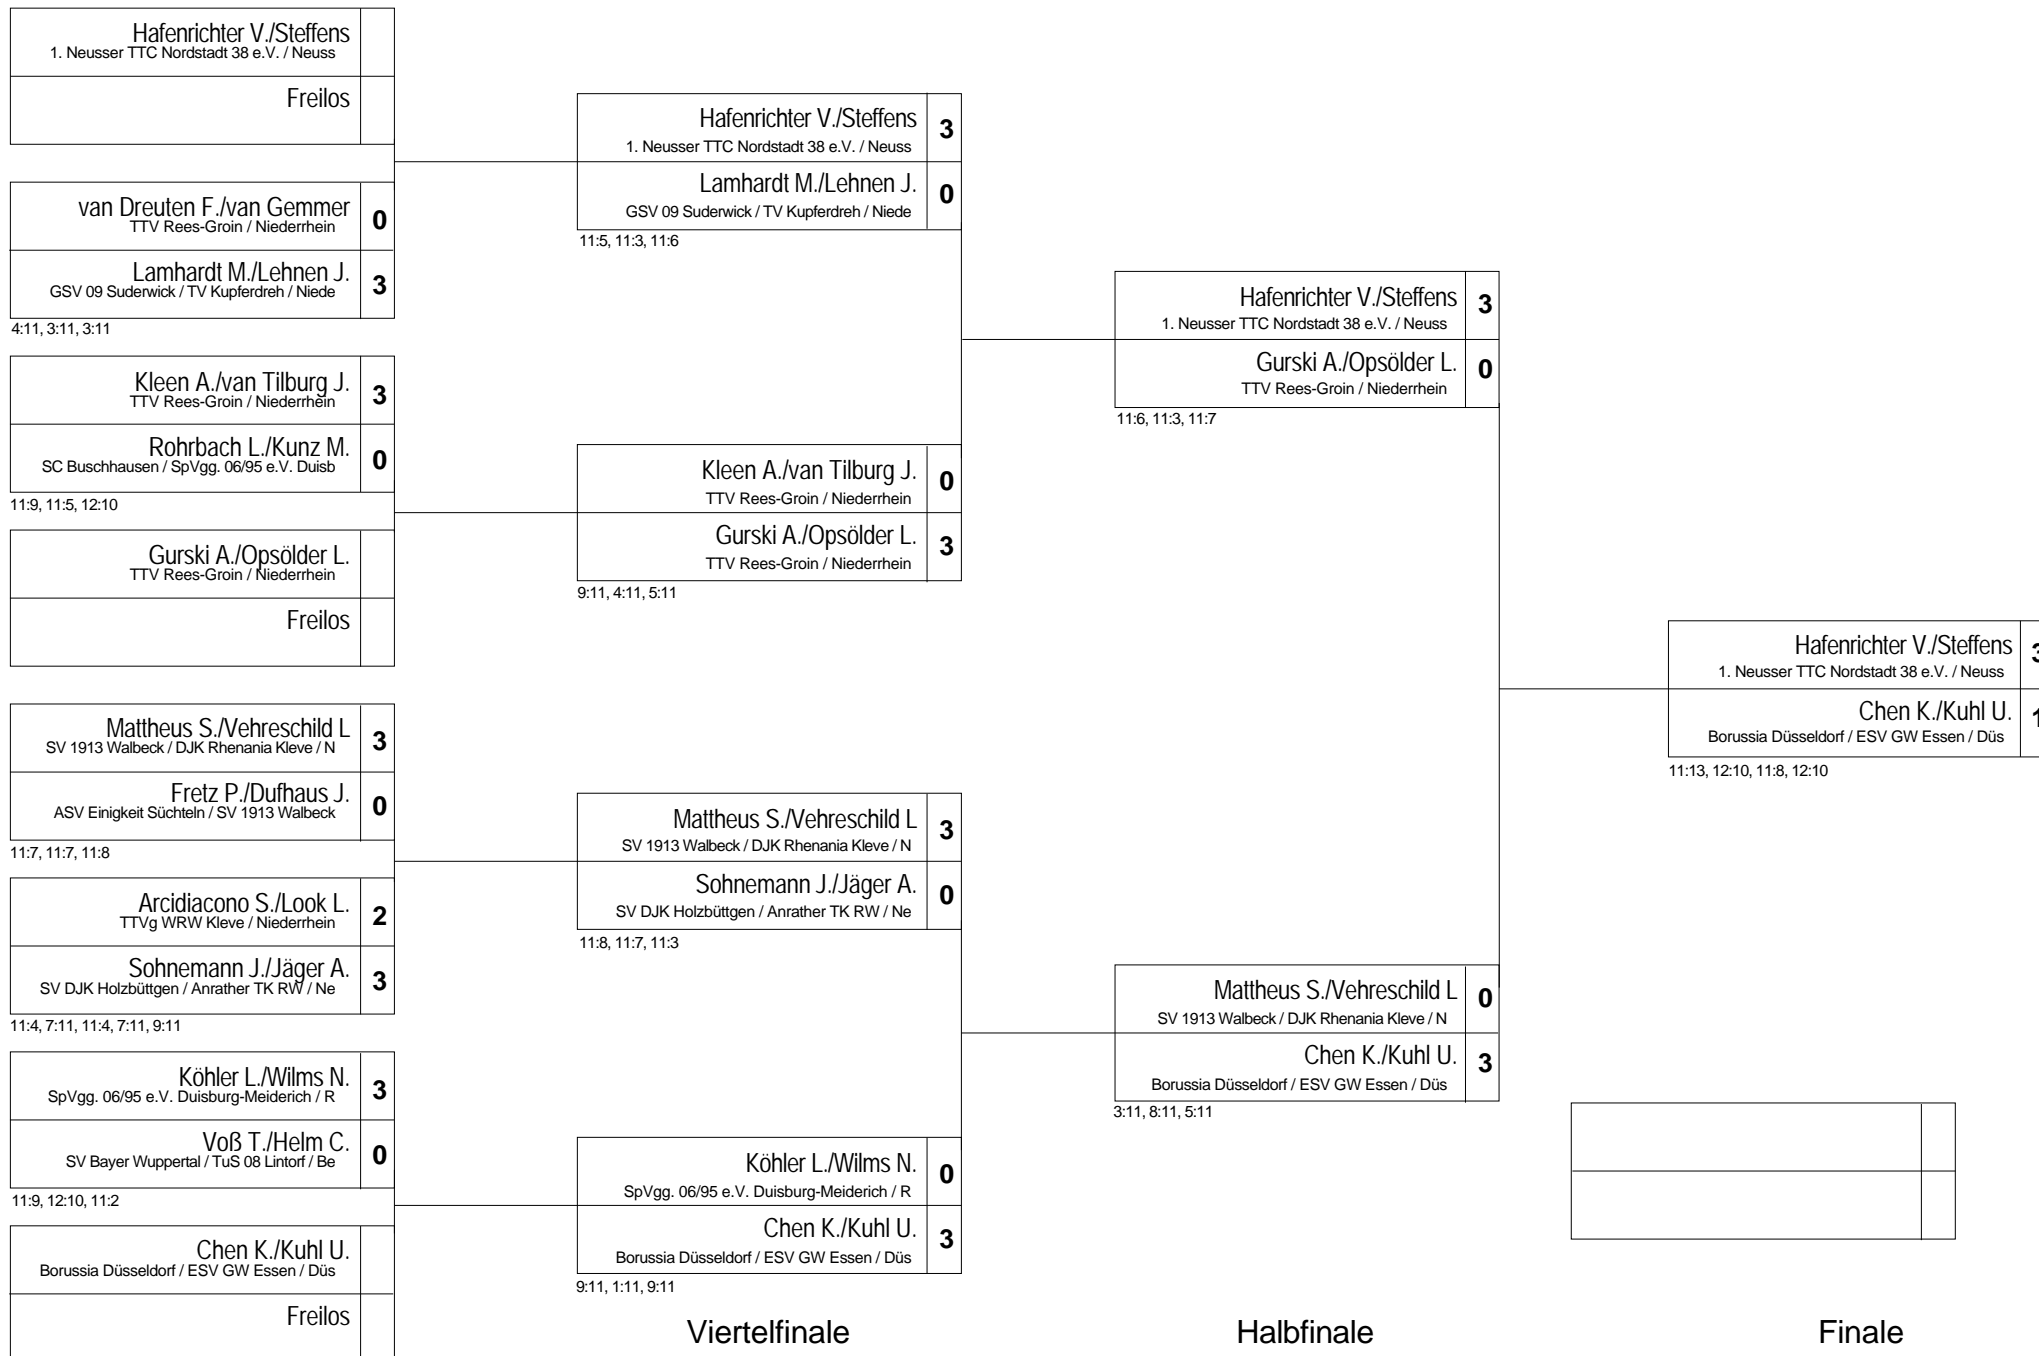 Hafenrichter V./Steffens
1. Neusser TTC Nordstadt 38 e.V. / Neuss
Freilos
van Dreuten F./van Gemmer
TTV Rees-Groin / Niederrhein
0
Lamhardt M./Lehnen J.
GSV 09 Suderwick / TV Kupferdreh / Niede
3
4:11, 3:11, 3:11
Kleen A./van Tilburg J.
TTV Rees-Groin / Niederrhein
3
Rohrbach L./Kunz M.
SC Buschhausen / SpVgg. 06/95 e.V. Duisb
0
11:9, 11:5, 12:10
Gurski A./Opsölder L.
TTV Rees-Groin / Niederrhein
Freilos
Mattheus S./Vehreschild L
SV 1913 Walbeck / DJK Rhenania Kleve / N
3
Fretz P./Dufhaus J.
ASV Einigkeit Süchteln / SV 1913 Walbeck
0
11:7, 11:7, 11:8
Arcidiacono S./Look L.
TTVg WRW Kleve / Niederrhein
2
Sohnemann J./Jäger A.
SV DJK Holzbüttgen / Anrather TK RW / Ne
3
11:4, 7:11, 11:4, 7:11, 9:11
Köhler L./Wilms N.
SpVgg. 06/95 e.V. Duisburg-Meiderich / R
3
Voß T./Helm C.
SV Bayer Wuppertal / TuS 08 Lintorf / Be
0
11:9, 12:10, 11:2
Chen K./Kuhl U.
Borussia Düsseldorf / ESV GW Essen / Düs
Freilos
Hafenrichter V./Steffens
1. Neusser TTC Nordstadt 38 e.V. / Neuss
3
Lamhardt M./Lehnen J.
GSV 09 Suderwick / TV Kupferdreh / Niede
0
11:5, 11:3, 11:6
Kleen A./van Tilburg J.
TTV Rees-Groin / Niederrhein
0
Gurski A./Opsölder L.
TTV Rees-Groin / Niederrhein
3
9:11, 4:11, 5:11
Mattheus S./Vehreschild L
SV 1913 Walbeck / DJK Rhenania Kleve / N
3
Sohnemann J./Jäger A.
SV DJK Holzbüttgen / Anrather TK RW / Ne
0
11:8, 11:7, 11:3
Köhler L./Wilms N.
SpVgg. 06/95 e.V. Duisburg-Meiderich / R
0
Chen K./Kuhl U.
Borussia Düsseldorf / ESV GW Essen / Düs
3
9:11, 1:11, 9:11
Viertelfinale
Hafenrichter V./Steffens
1. Neusser TTC Nordstadt 38 e.V. / Neuss
3
Gurski A./Opsölder L.
TTV Rees-Groin / Niederrhein
0
11:6, 11:3, 11:7
Mattheus S./Vehreschild L
SV 1913 Walbeck / DJK Rhenania Kleve / N
0
Chen K./Kuhl U.
Borussia Düsseldorf / ESV GW Essen / Düs
3
3:11, 8:11, 5:11
Halbfinale
Hafenrichter V./Steffens
1. Neusser TTC Nordstadt 38 e.V. / Neuss
3
Chen K./Kuhl U.
Borussia Düsseldorf / ESV GW Essen / Düs
1
11:13, 12:10, 11:8, 12:10
Finale